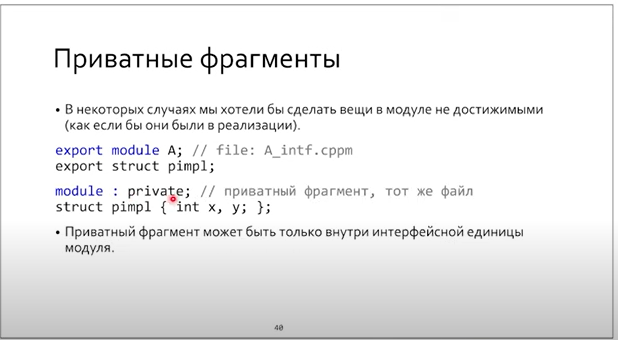 Приватные фрагменты
• В некоторых случаях мы хотели бы сделать вещи в модуле не достижимыми
(как если бы они были в реализации).
export module A; // file: A_intf.cppm
export struct pimpl;
module : private; // приватный фрагмент, тот же файл
struct pimpl { int x, y; };
• Приватный фрагмент может быть только внутри интерфейсной единицы
модуля.
40